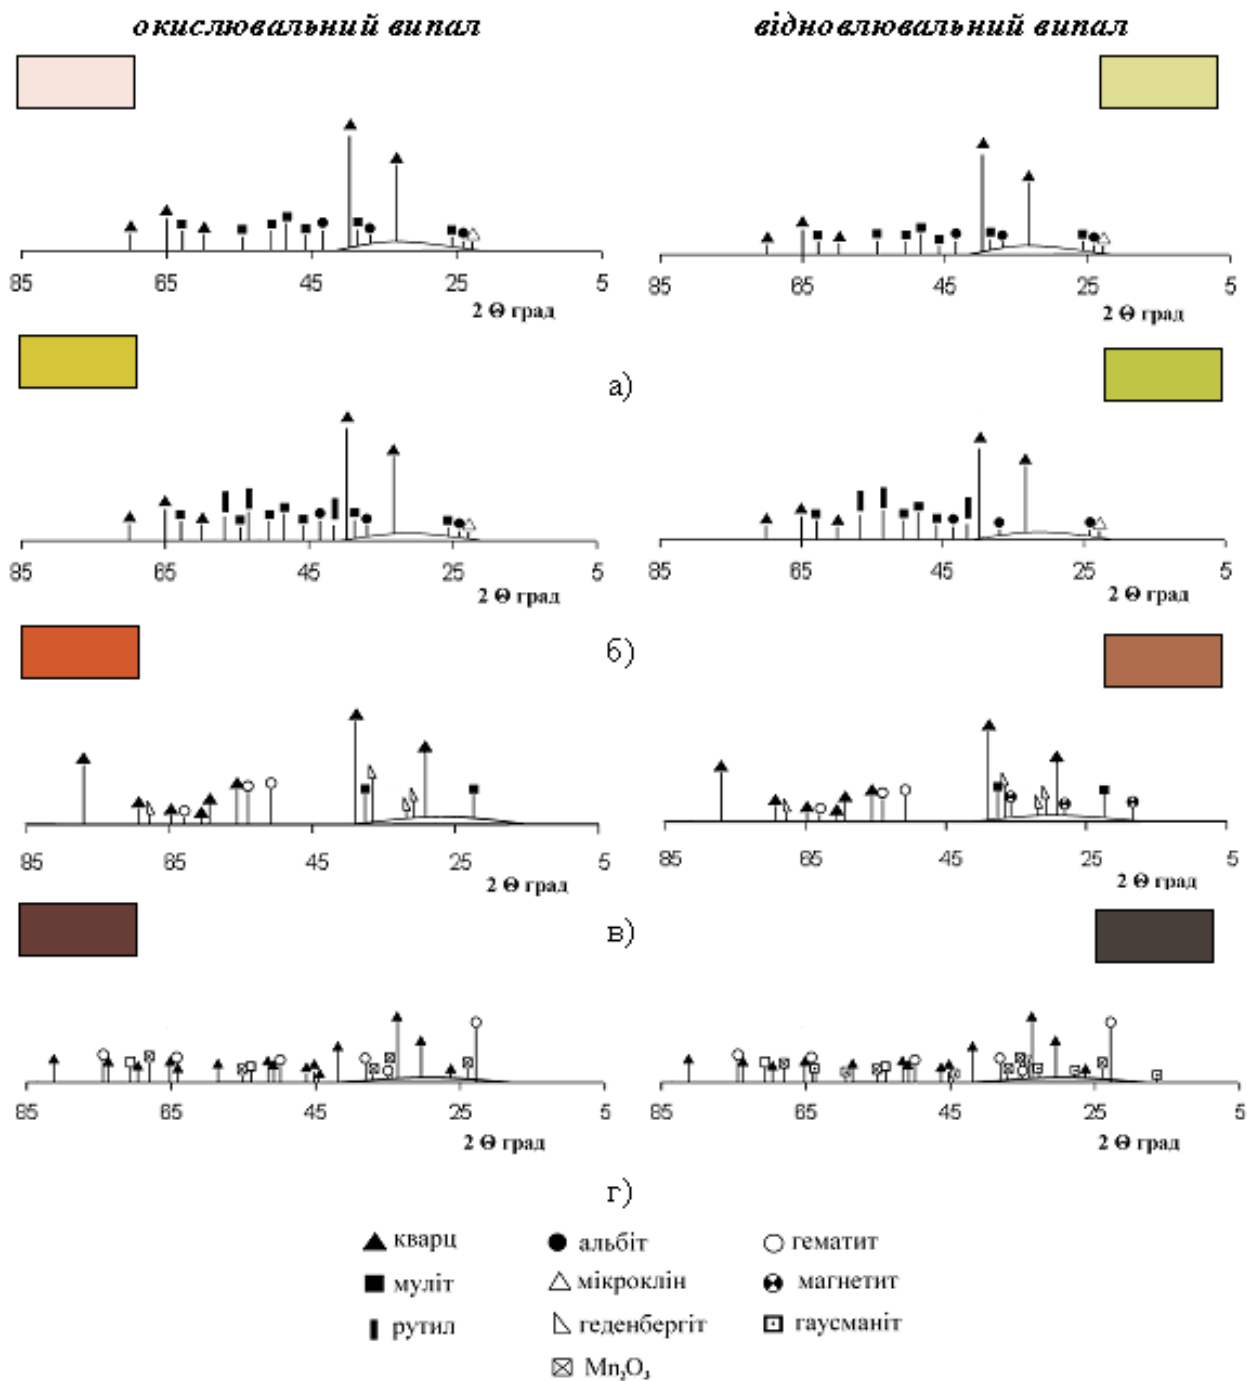 окислювальний випал відновлювальний випал
85 65 45 25 5 85 65 45 25 5
2 Θ град 2 Θ град
а)
85 65 45 25 5 85 65 45 25 5
2 Θ град 2 Θ град
б)
85 65 45 25 5 85 65 45 25 5
2 Θ град 2 Θ град
в)
85 65 45 25 5 85 65 45 25 5
2 Θ град 2 Θ град
г)
кварц альбіт гематит
муліт мікроклін магнетит
рутил геденбергіт гаусманіт
Mn₂O₃